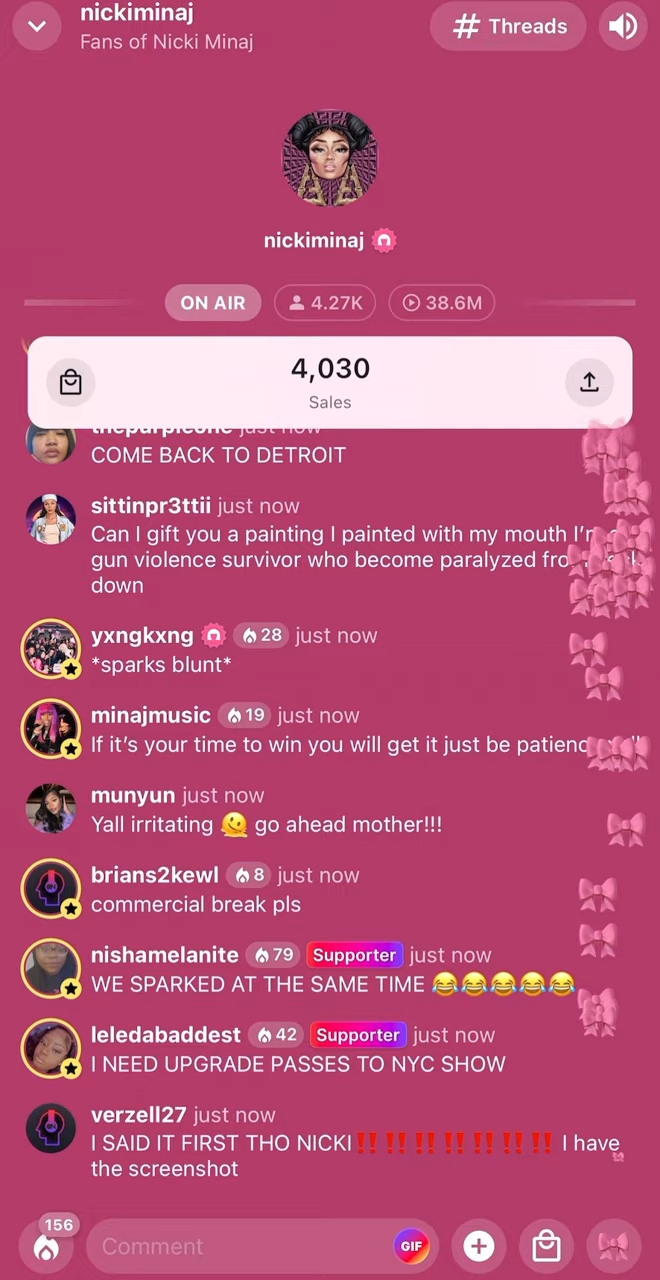 nickiminaj
Fans of Nicki Minaj
# Threads
nickiminaj
ON AIR
4.27K
38.6M
4,030
Sales
thepurpleone just now
COME BACK TO DETROIT
sittinpr3ttii just now
Can I gift you a painting I painted with my mouth
gun violence survivor who become paralyzed
down
yxngkxng 28 just now
*sparks blunt*
minajmusic 19 just now
If it’s your time to win you will get it just be
munyun just now
Yall irritating 🫠 go ahead mother!!!
brians2kewl 8 just now
commercial break pls
nishamelanite 79 Supporter just now
WE SPARKED AT THE SAME TIME 😂😂😂😂😂
leledabaddest 42 Supporter just now
I NEED UPGRADE PASSES TO NYC SHOW
verzell27 just now
I SAID IT FIRST THO NICKI‼️‼️‼️‼️‼️‼️‼️ I have
the screenshot
156
Comment
GIF